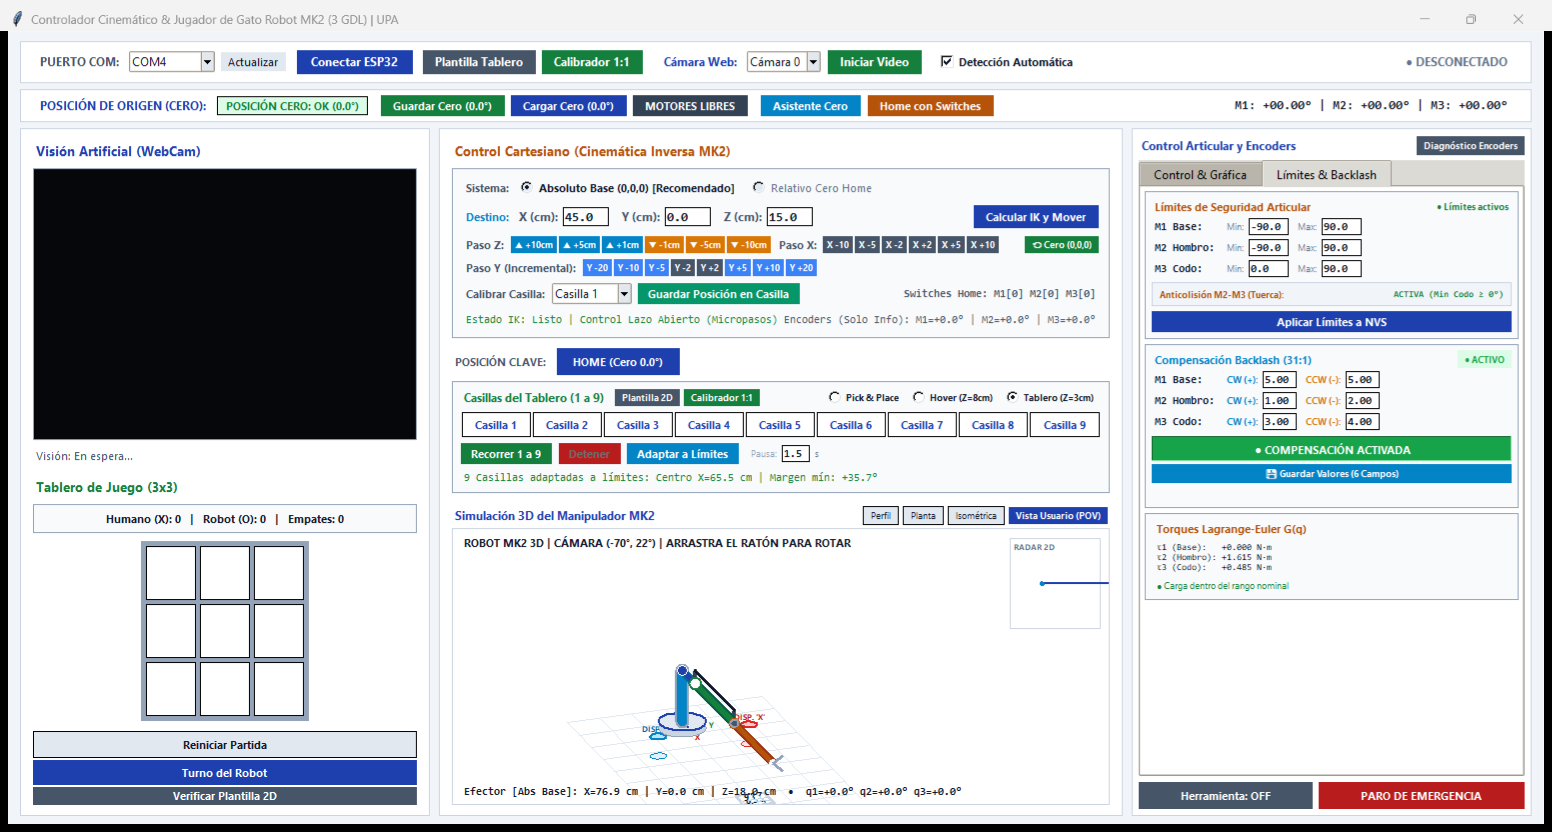 Controlador Cinemático & Jugador de Gato Robot MK2 (3 GDL) | UPA
PUERTO COM: COM4 Actualizar Conectar ESP32 Plantilla Tablero Calibrador 1:1 Cámara Web: Cámara 0 Iniciar Video Detección Automática ● DESCONECTADO
POSICIÓN DE ORIGEN (CERO): POSICIÓN CERO: OK (0.0°) Guardar Cero (0.0°) Cargar Cero (0.0°) MOTORES LIBRES Asistente Cero Home con Switches M1: +00.00° | M2: +00.00° | M3: +00.00°
Visión Artificial (WebCam)
Visión: En espera...
Tablero de Juego (3x3)
Humano (X): 0 | Robot (O): 0 | Empates: 0
Reiniciar Partida
Turno del Robot
Verificar Plantilla 2D
Control Cartesiano (Cinemática Inversa MK2)
Sistema: Absoluto Base (0,0,0) [Recomendado] Relativo Cero Home
Destino: X (cm): 45.0 Y (cm): 0.0 Z (cm): 15.0 Calcular IK y Mover
Paso Z: ▲ +10cm ▲ +5cm ▲ +1cm ▼ -1cm ▼ -5cm ▼ -10cm Paso X: X -10 X -5 X -2 X +2 X +5 X +10 ⟲ Cero (0,0,0)
Paso Y (Incremental): Y -20 Y -10 Y -5 Y -2 Y +2 Y +5 Y +10 Y +20
Calibrar Casilla: Casilla 1 Guardar Posición en Casilla Switches Home: M1[0] M2[0] M3[0]
Estado IK: Listo | Control Lazo Abierto (Micropasos) Encoders (Solo Info): M1=+0.0° | M2=+0.0° | M3=+0.0°
POSICIÓN CLAVE: HOME (Cero 0.0°)
Casillas del Tablero (1 a 9) Plantilla 2D Calibrador 1:1 Pick & Place Hover (Z=8cm) Tablero (Z=3cm)
Casilla 1 Casilla 2 Casilla 3 Casilla 4 Casilla 5 Casilla 6 Casilla 7 Casilla 8 Casilla 9
Recorrer 1 a 9 Detener Adaptar a Límites Pausa: 1.5 s
9 Casillas adaptadas a límites: Centro X=65.5 cm | Margen mín: +35.7°
Simulación 3D del Manipulador MK2 Perfil Planta Isométrica Vista Usuario (POV)
ROBOT MK2 3D | CÁMARA (-70°, 22°) | ARRASTRA EL RATÓN PARA ROTAR
RADAR 2D
DISP. 'X'
DISP.
Y
X
Efector [Abs Base]: X=76.9 cm | Y=0.0 cm | Z=18.0 cm • q1=+0.0° q2=+0.0° q3=+0.0°
Control Articular y Encoders Diagnóstico Encoders
Control & Gráfica Límites & Backlash
Límites de Seguridad Articular ● Límites activos
M1 Base: Min: -90.0 Max: 90.0
M2 Hombro: Min: -90.0 Max: 90.0
M3 Codo: Min: 0.0 Max: 90.0
Anticolisión M2-M3 (Tuerca): ACTIVA (Min Codo ≥ 0°)
Aplicar Límites a NVS
Compensación Backlash (31:1) ● ACTIVO
M1 Base: CW (+): 5.00 CCW (-): 5.00
M2 Hombro: CW (+): 1.00 CCW (-): 2.00
M3 Codo: CW (+): 3.00 CCW (-): 4.00
● COMPENSACIÓN ACTIVADA
Guardar Valores (6 Campos)
Torques Lagrange-Euler G(q)
τ1 (Base): +0.000 N·m
τ2 (Hombro): +1.615 N·m
τ3 (Codo): +0.485 N·m
● Carga dentro del rango nominal
Herramienta: OFF PARO DE EMERGENCIA